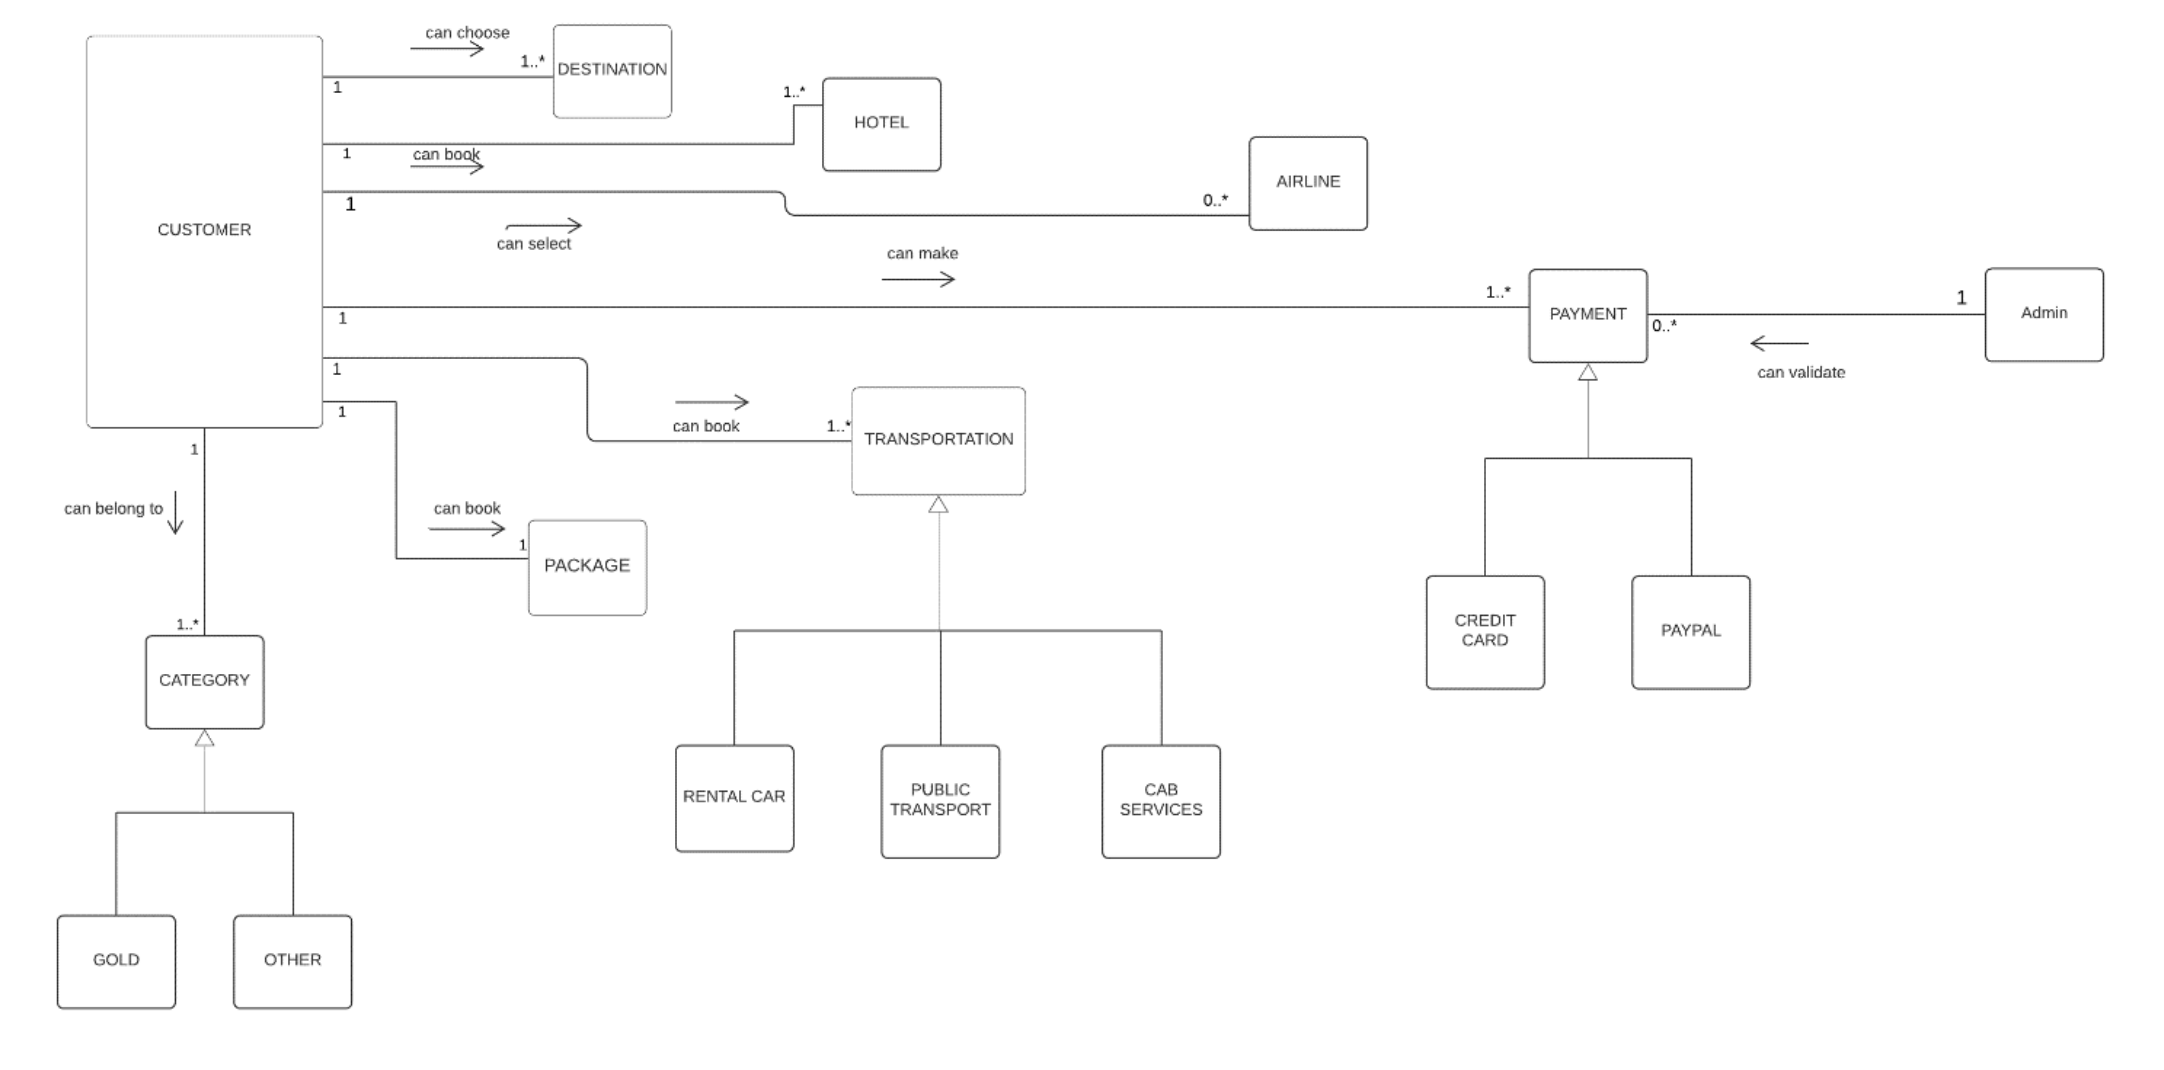 can choose
1..*
DESTINATION
1
1..*
HOTEL
1
can book
AIRLINE
1
0..*
can select
CUSTOMER
can make
1..*
PAYMENT
1
Admin
0..*
can validate
1
1
can book
1..*
TRANSPORTATION
1
1
can belong to
can book
1
PACKAGE
1..*
CATEGORY
CREDIT
CARD
PAYPAL
RENTAL CAR
PUBLIC
TRANSPORT
CAB
SERVICES
GOLD
OTHER